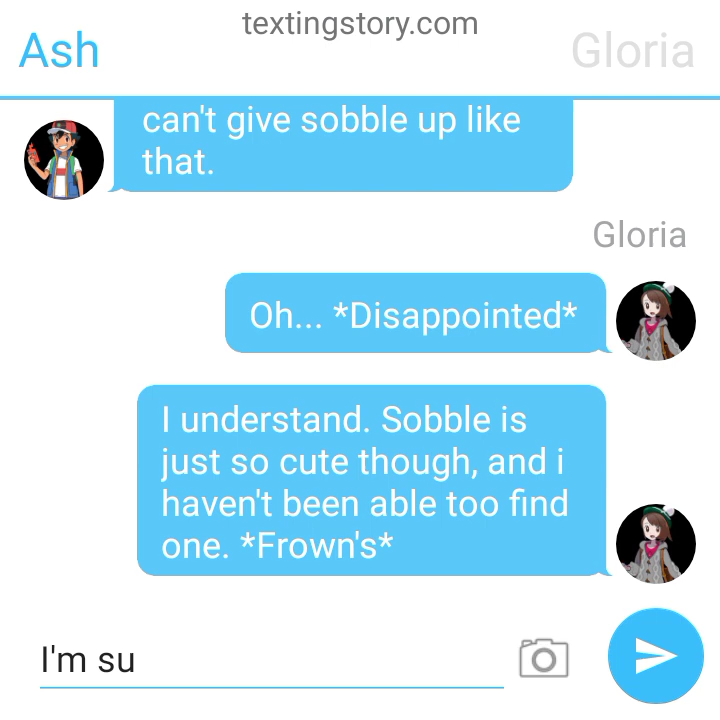 textingstory.com
Ash
Gloria
can't give sobble up like
that.
Gloria
Oh... *Disappointed*
I understand. Sobble is
just so cute though, and i
haven't been able too find
one. *Frown's*
I'm su